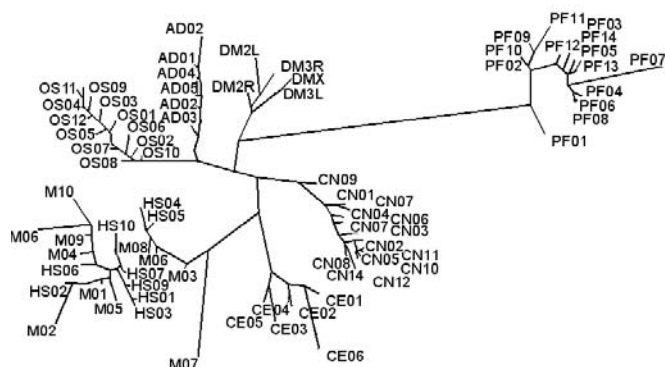 AD02
AD01
AD04
AD05
AD02
AD03
OS11
OS09
OS04
OS03
OS12
OS01
OS05
OS06
OS07
OS02
OS08
OS10
DM2L
DM3R
DMX
DM2R
DM3L
PF11
PF03
PF09
PF14
PF10
PF12
PF05
PF02
PF13
PF07
PF04
PF06
PF08
PF01
CN09
CN01
CN07
CN04
CN06
CN07
CN03
CN02
CN11
CN05
CN08
CN10
CN14
CN12
M10
HS04
HS05
M06
HS10
M09
M08
M04
M06
HS06
HS07
M03
HS09
HS02
M01
HS01
M05
HS03
M02
M07
CE01
CE04
CE02
CE05
CE03
CE06